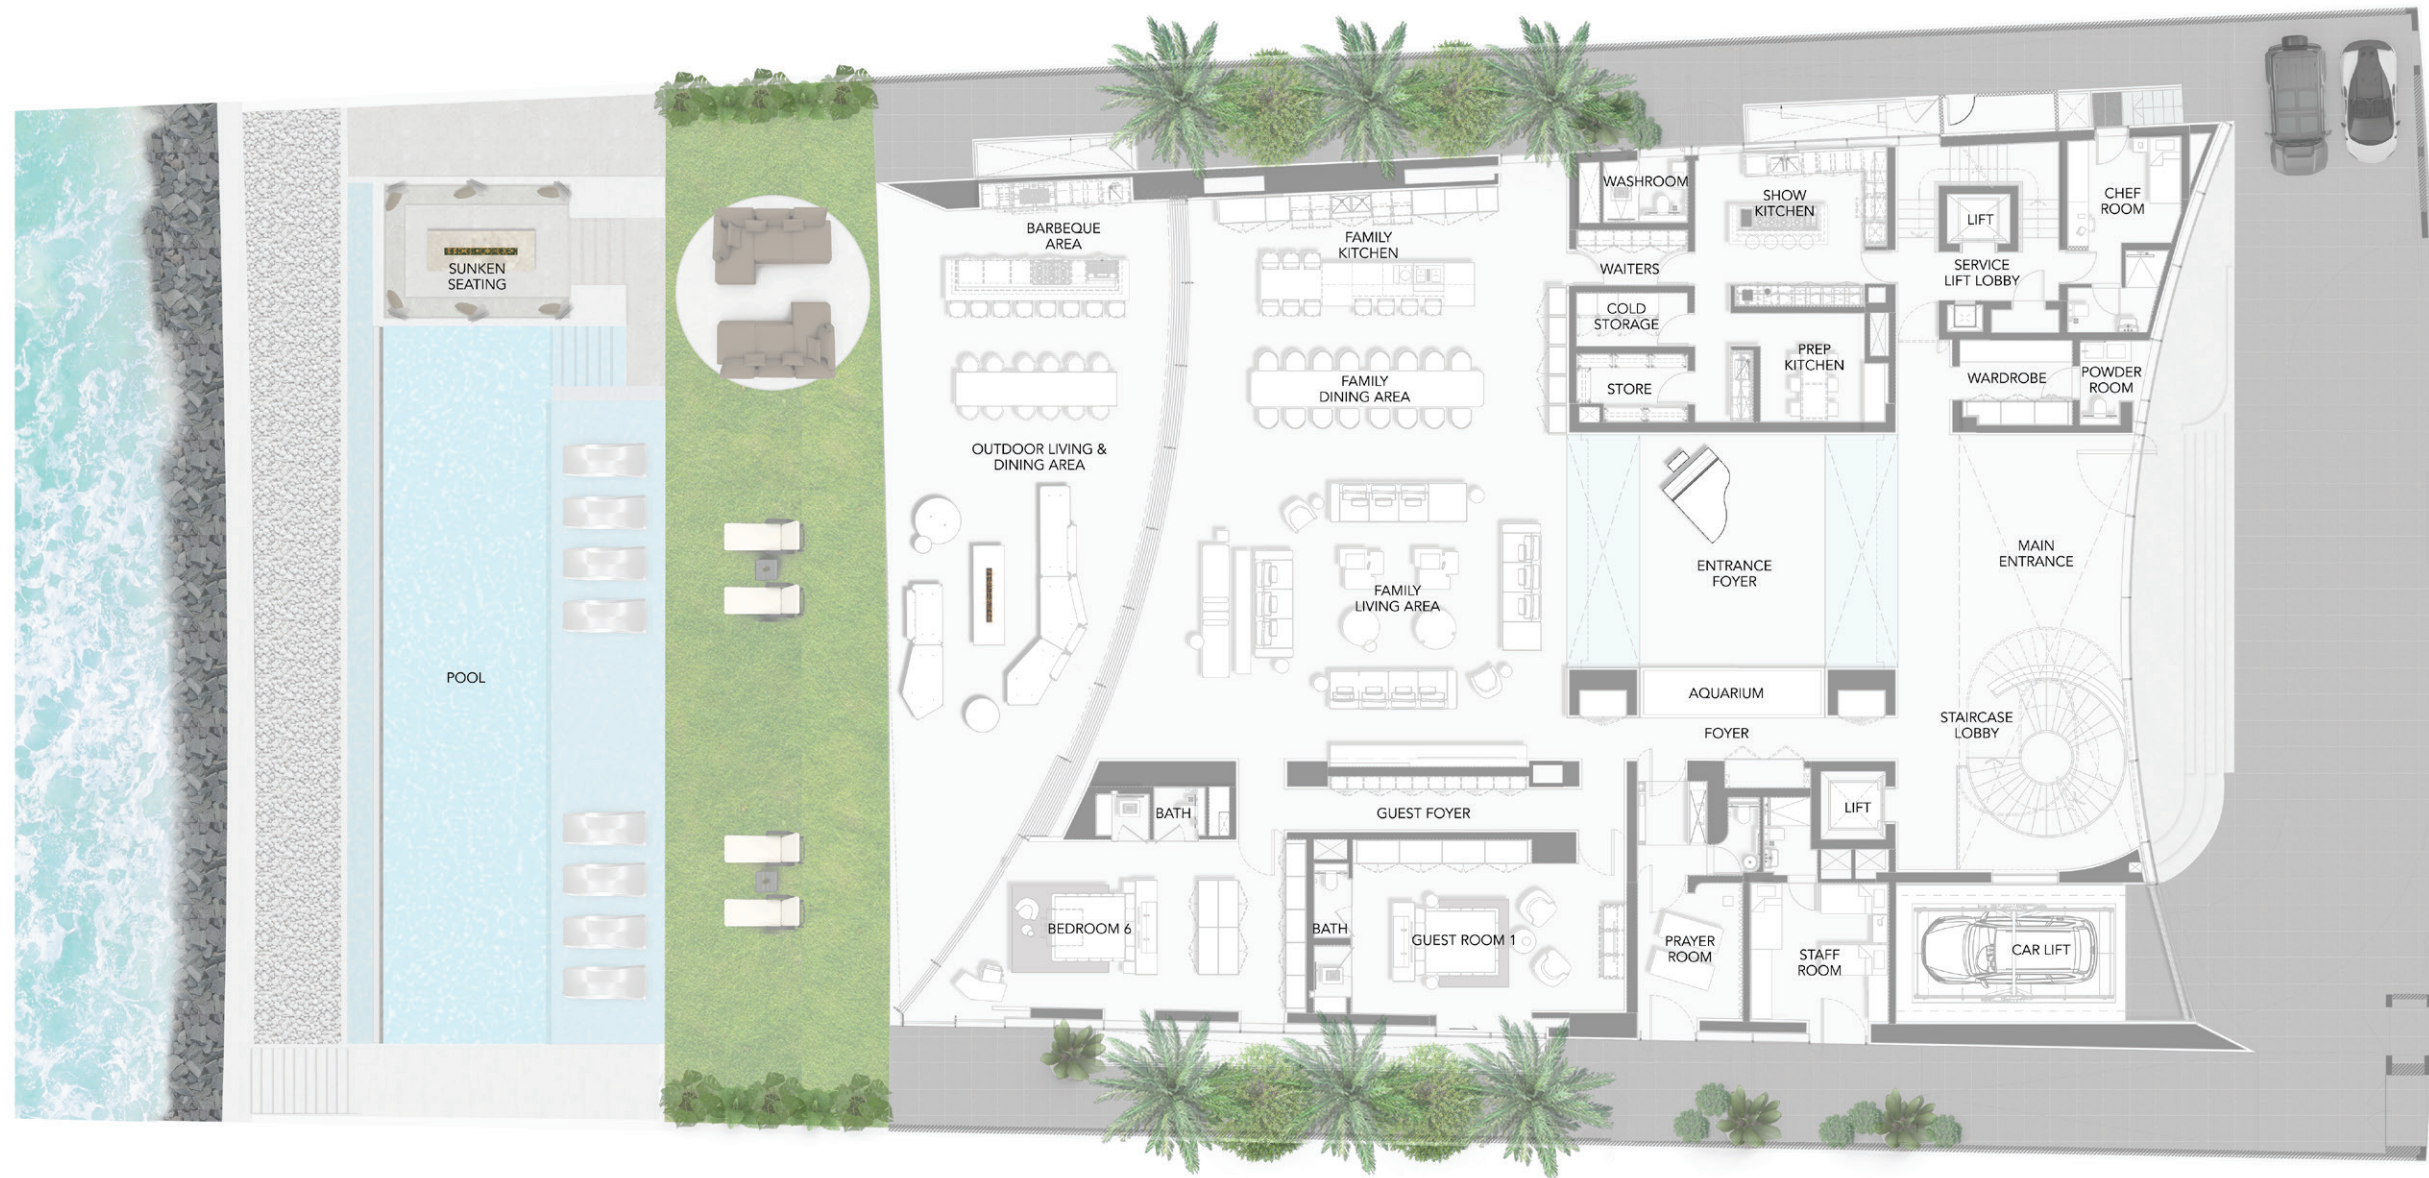 SUNKEN
SEATING
POOL
BARBEQUE
AREA
OUTDOOR LIVING &
DINING AREA
FAMILY
KITCHEN
FAMILY
DINING AREA
FAMILY
LIVING AREA
WASHROOM
WAITERS
COLD
STORAGE
STORE
SHOW
KITCHEN
PREP
KITCHEN
LIFT
SERVICE
LIFT LOBBY
CHEF
ROOM
WARDROBE
POWDER
ROOM
ENTRANCE
FOYER
MAIN
ENTRANCE
AQUARIUM
FOYER
STAIRCASE
LOBBY
BATH
GUEST FOYER
LIFT
BEDROOM 6
BATH
GUEST ROOM 1
PRAYER
ROOM
STAFF
ROOM
CAR LIFT